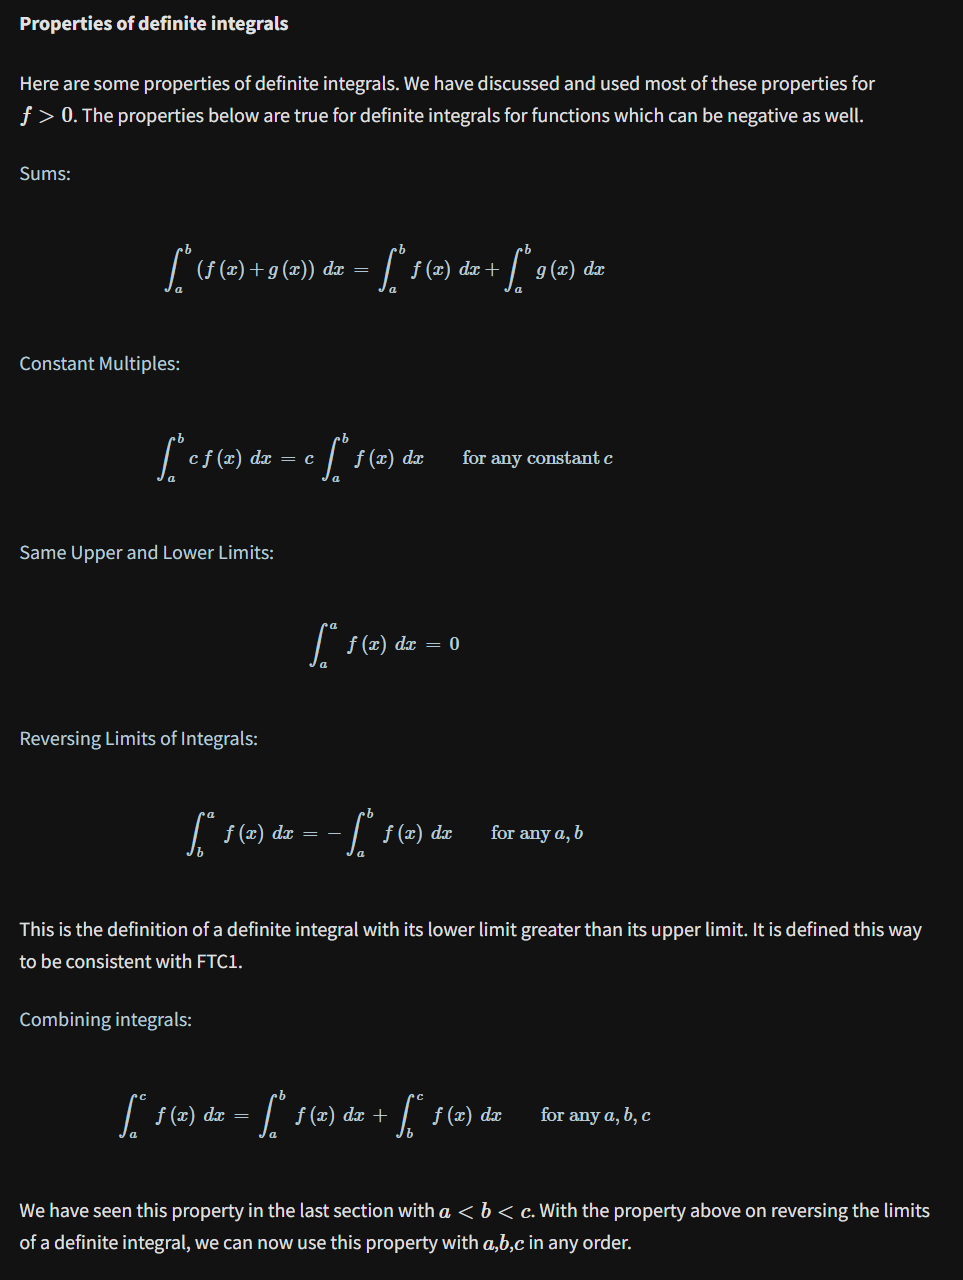 Properties of definite integrals
Here are some properties of definite integrals. We have discussed and used most of these properties for
f > 0. The properties below are true for definite integrals for functions which can be negative as well.
Sums:
∫_a^b (f(x)+g(x)) dx = ∫_a^b f(x) dx + ∫_a^b g(x) dx
Constant Multiples:
∫_a^b c f(x) dx = c ∫_a^b f(x) dx for any constant c
Same Upper and Lower Limits:
∫_a^a f(x) dx = 0
Reversing Limits of Integrals:
∫_b^a f(x) dx = − ∫_a^b f(x) dx for any a, b
This is the definition of a definite integral with its lower limit greater than its upper limit. It is defined this way
to be consistent with FTC1.
Combining integrals:
∫_a^c f(x) dx = ∫_a^b f(x) dx + ∫_b^c f(x) dx for any a, b, c
We have seen this property in the last section with a < b < c. With the property above on reversing the limits
of a definite integral, we can now use this property with a,b,c in any order.